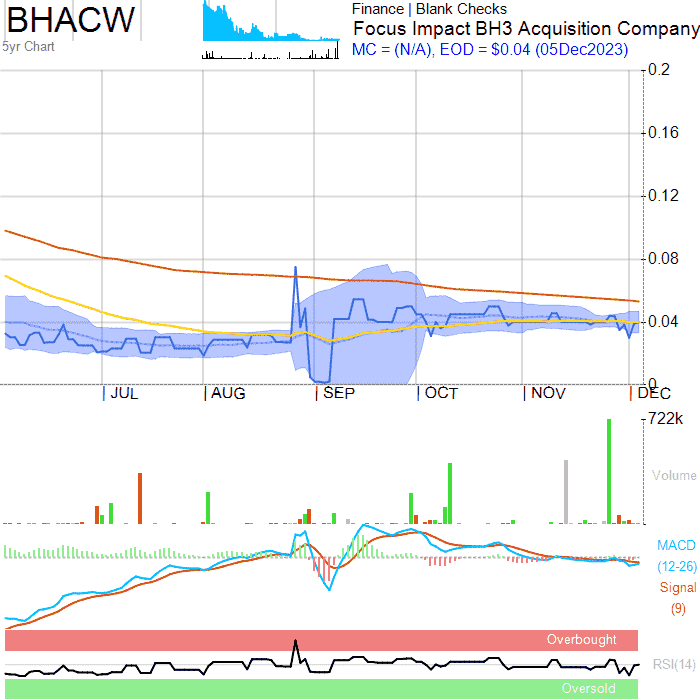 BHACW
5yr Chart
Finance | Blank Checks
Focus Impact BH3 Acquisition Company
MC = (N/A), EOD = $0.04 (05Dec2023)
0.2
0.16
0.12
0.08
0.04
0
JUL AUG SEP OCT NOV DEC
722k
Volume
MACD
(12-26)
Signal
(9)
Overbought
RSI(14)
Oversold